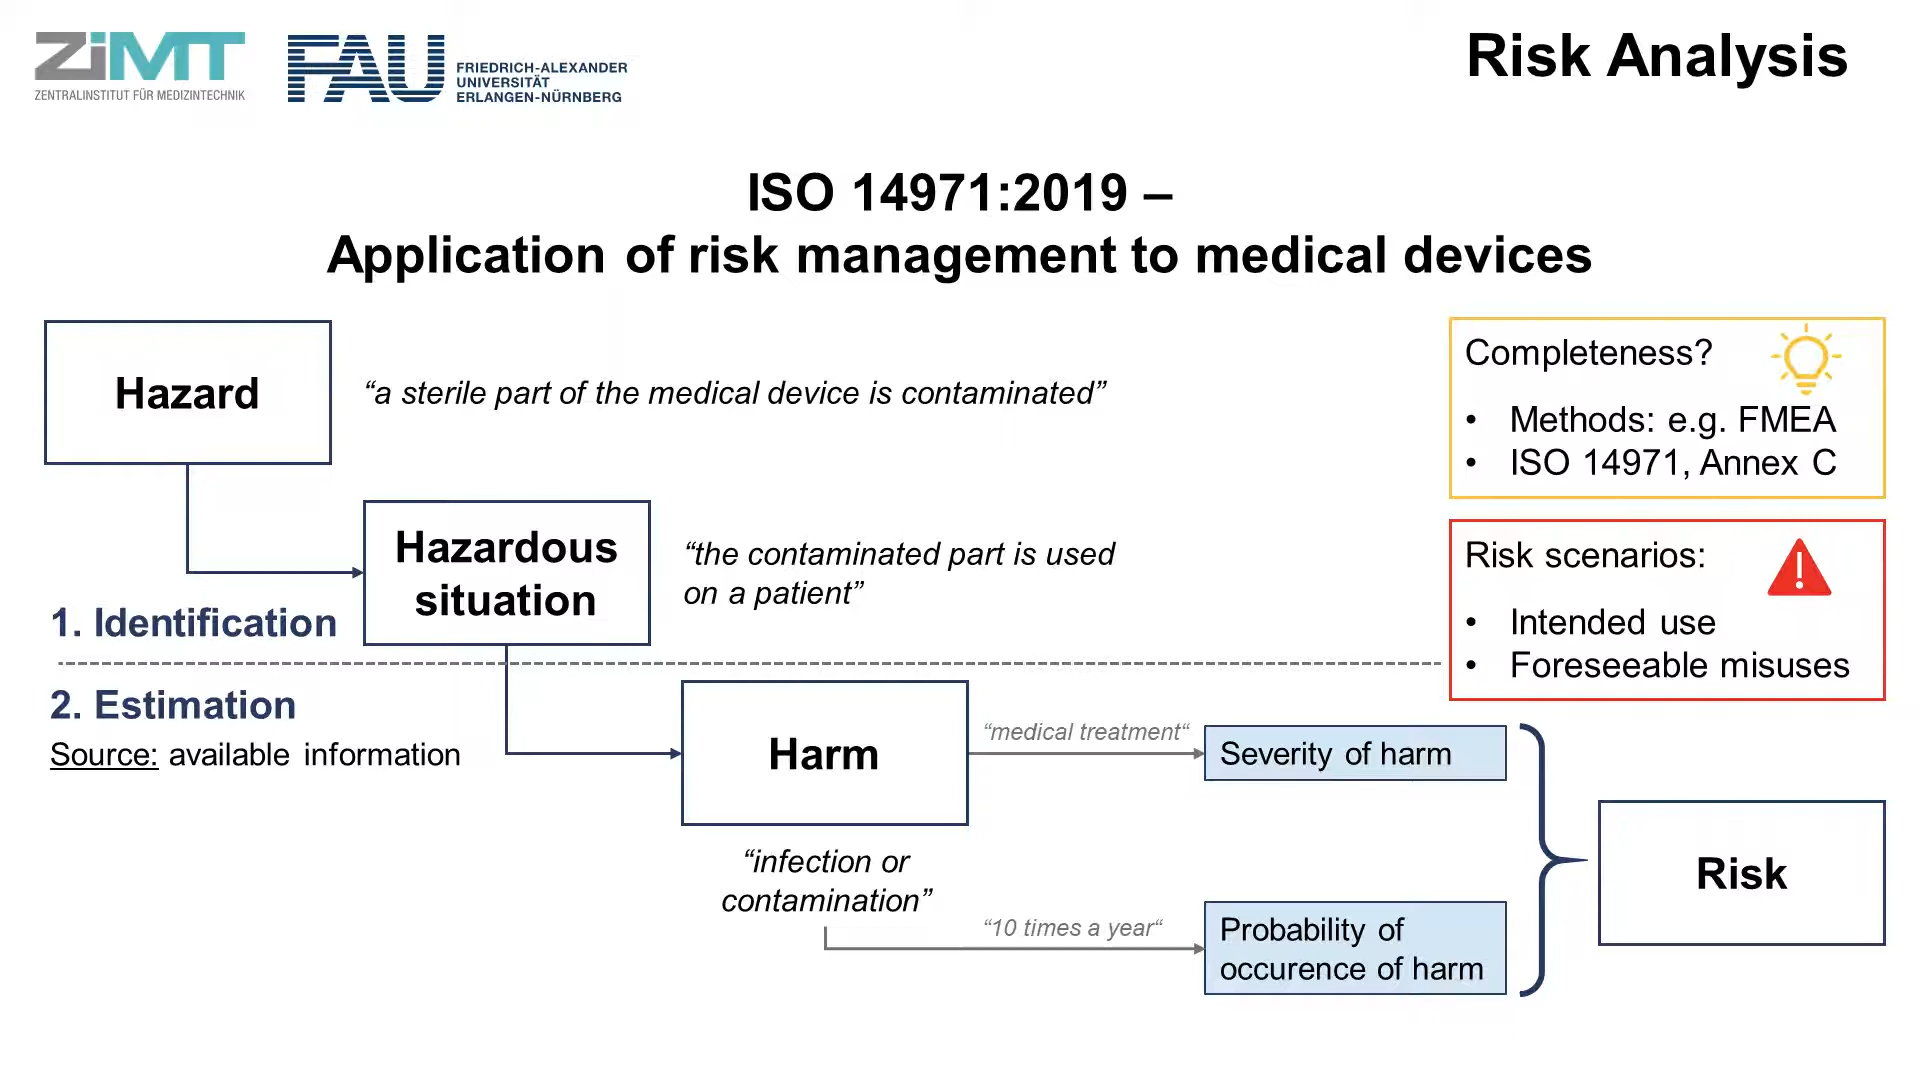 ZiMT
ZENTRALINSTITUT FÜR MEDIZINTECHNIK
FAU
FRIEDRICH-ALEXANDER
UNIVERSITÄT
ERLANGEN-NÜRNBERG
Risk Analysis
ISO 14971:2019 –
Application of risk management to medical devices
Hazard
“a sterile part of the medical device is contaminated”
Completeness?
• Methods: e.g. FMEA
• ISO 14971, Annex C
Hazardous
situation
“the contaminated part is used
on a patient”
Risk scenarios:
• Intended use
• Foreseeable misuses
1. Identification
2. Estimation
Source: available information
Harm
“medical treatment“
Severity of harm
“infection or
contamination”
“10 times a year“
Probability of
occurence of harm
Risk